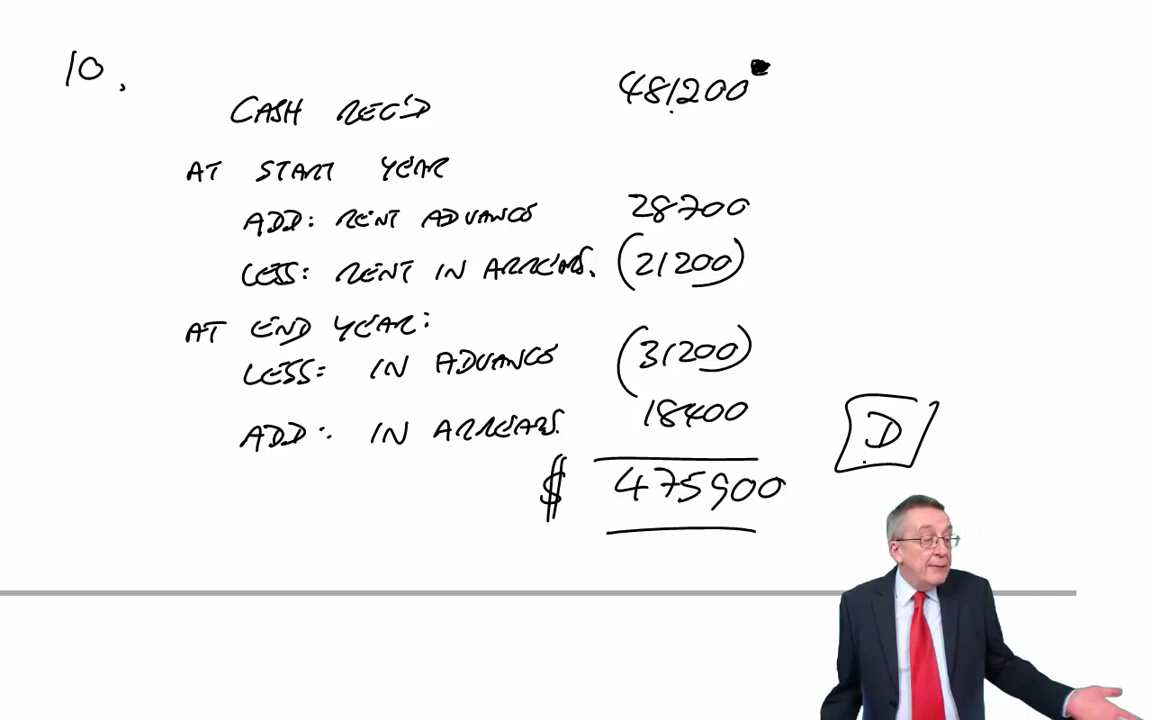 10,
CASH REC'D 481200
AT START YEAR
ADD: RENT ADVANCE 28700
LESS: RENT IN ARREARS. (21200)
AT END YEAR:
LESS: IN ADVANCE (31200)
ADD: IN ARREARS. 18400
D
$ 475900